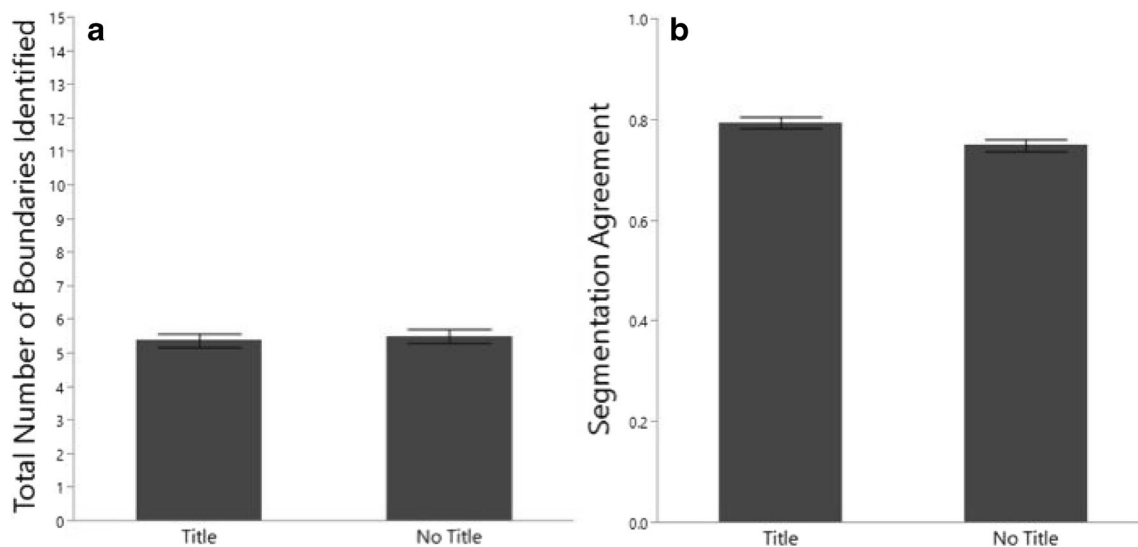 a
Total Number of Boundaries Identified
15
14
13
12
11
10
9
8
7
6
5
4
3
2
1
0
Title
No Title
b
Segmentation Agreement
1.0
0.8
0.6
0.4
0.2
0.0
Title
No Title